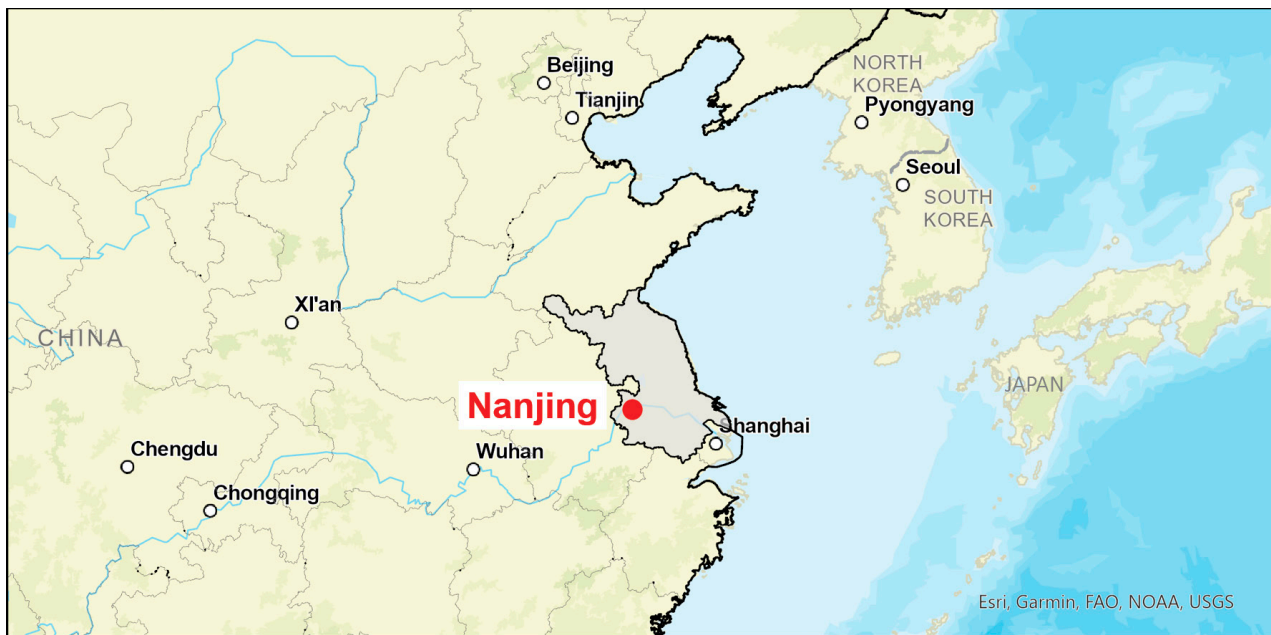 Beijing
Tianjin
NORTH
KOREA
Pyongyang
Seoul
SOUTH
KOREA
XI'an
CHINA
JAPAN
Nanjing
Shanghai
Chengdu
Wuhan
Chongqing
Esri, Garmin, FAO, NOAA, USGS